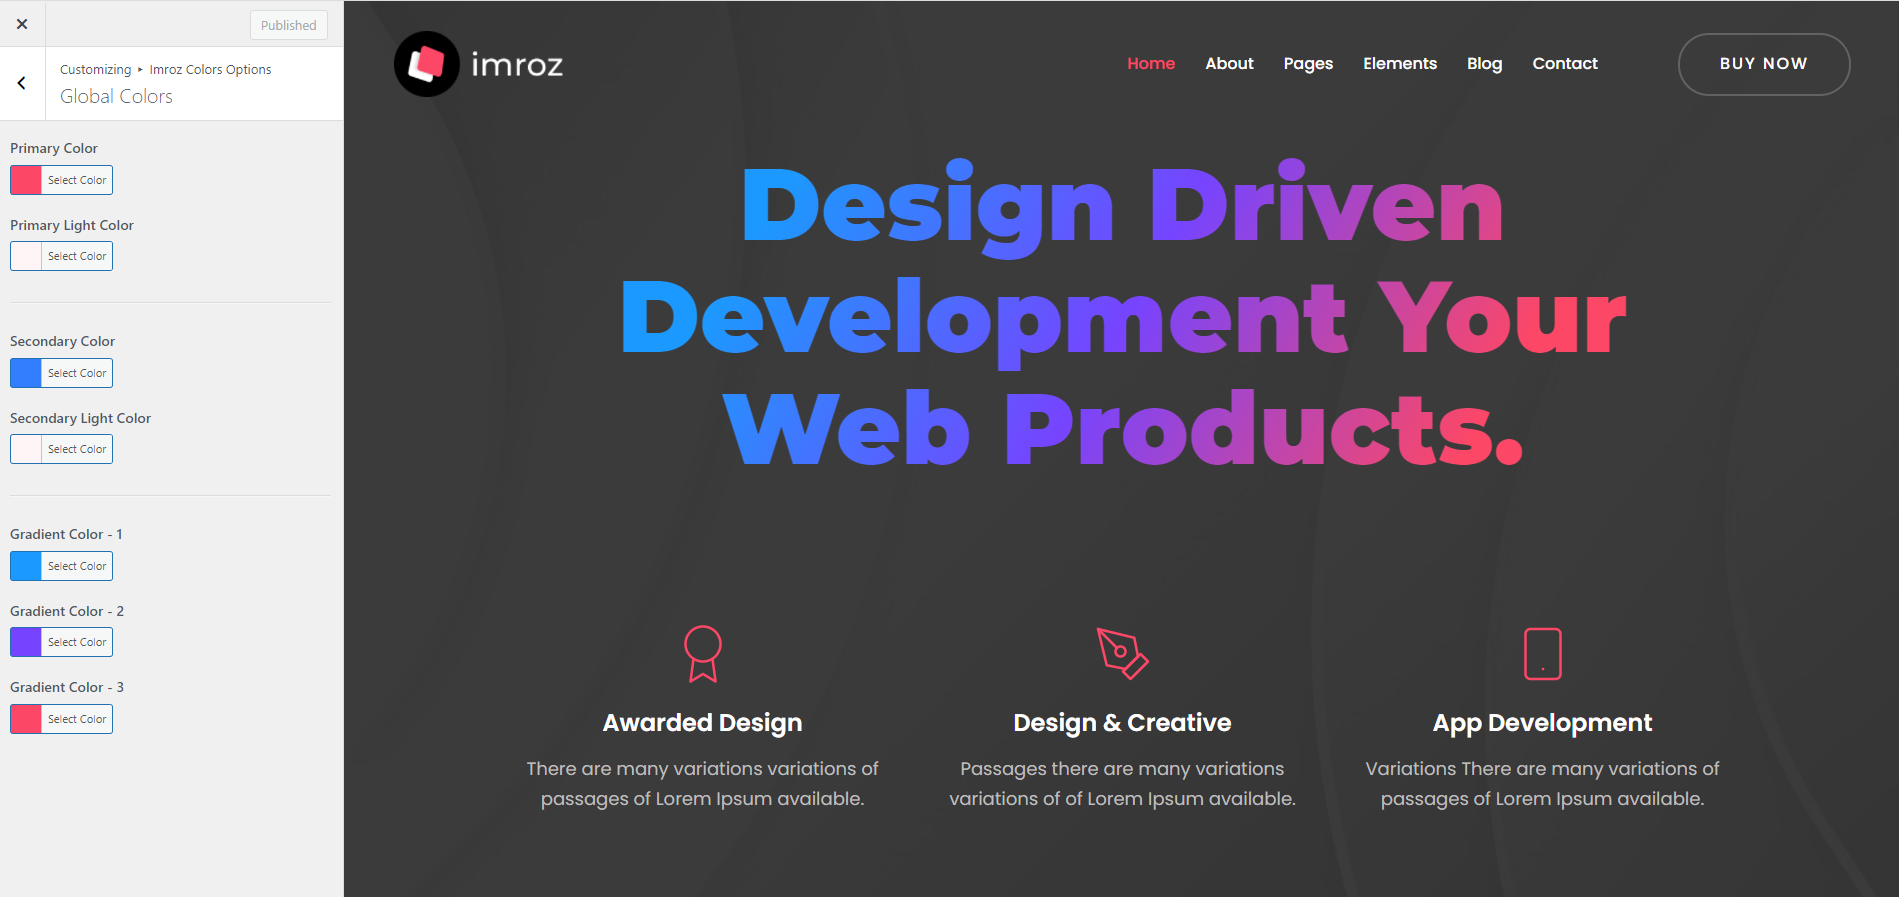 Published
Customizing ▸ Imroz Colors Options
Global Colors
Primary Color
Select Color
Primary Light Color
Select Color
Secondary Color
Select Color
Secondary Light Color
Select Color
Gradient Color - 1
Select Color
Gradient Color - 2
Select Color
Gradient Color - 3
Select Color
imroz
Home About Pages Elements Blog Contact BUY NOW
Design Driven
Development Your
Web Products.
Awarded Design
There are many variations variations of
passages of Lorem Ipsum available.
Design & Creative
Passages there are many variations
variations of of Lorem Ipsum available.
App Development
Variations There are many variations of
passages of Lorem Ipsum available.